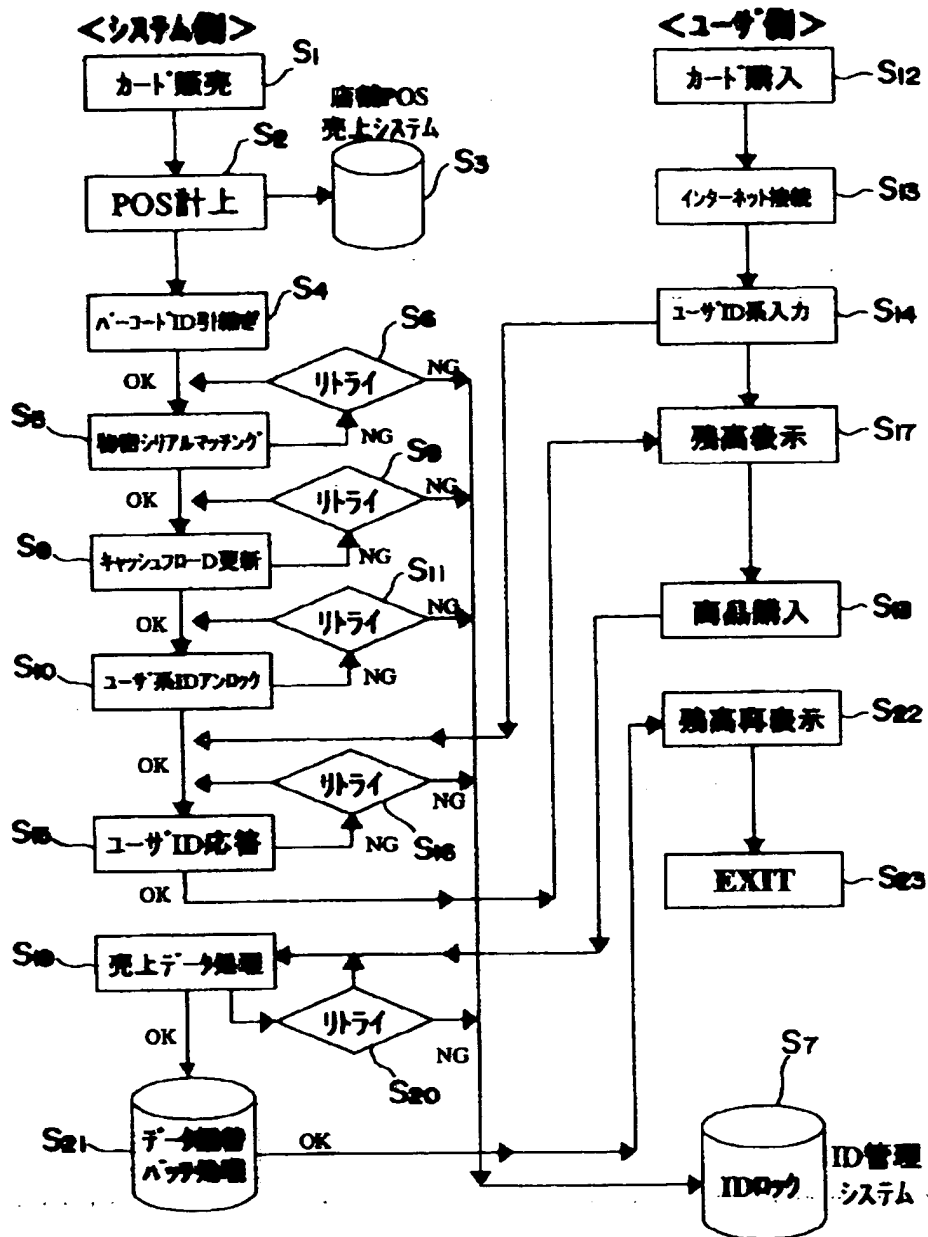 <システム側>
カード販売
S1
店舗POS
売上システム
S2
S3
POS計上
S4
バーコードID引継ぎ
S6
リトライ
NG
OK
S5
シリアルマッチング
NG
リトライ
NG
OK
キャッシュフローD更新
NG
S11
リトライ
NG
OK
S10
ユーザ系IDアンロック
NG
OK
リトライ
NG
S16
S15
ユーザID応答
NG
OK
S19
売上データ処理
OK
リトライ
NG
S20
S21
データ
バッチ処理
OK
<ユーザ側>
カード購入
S12
インターネット接続
S13
ユーザID系入力
S14
残高表示
S17
商品購入
S18
残高再表示
S22
EXIT
S23
S7
IDロック
ID管理
システム